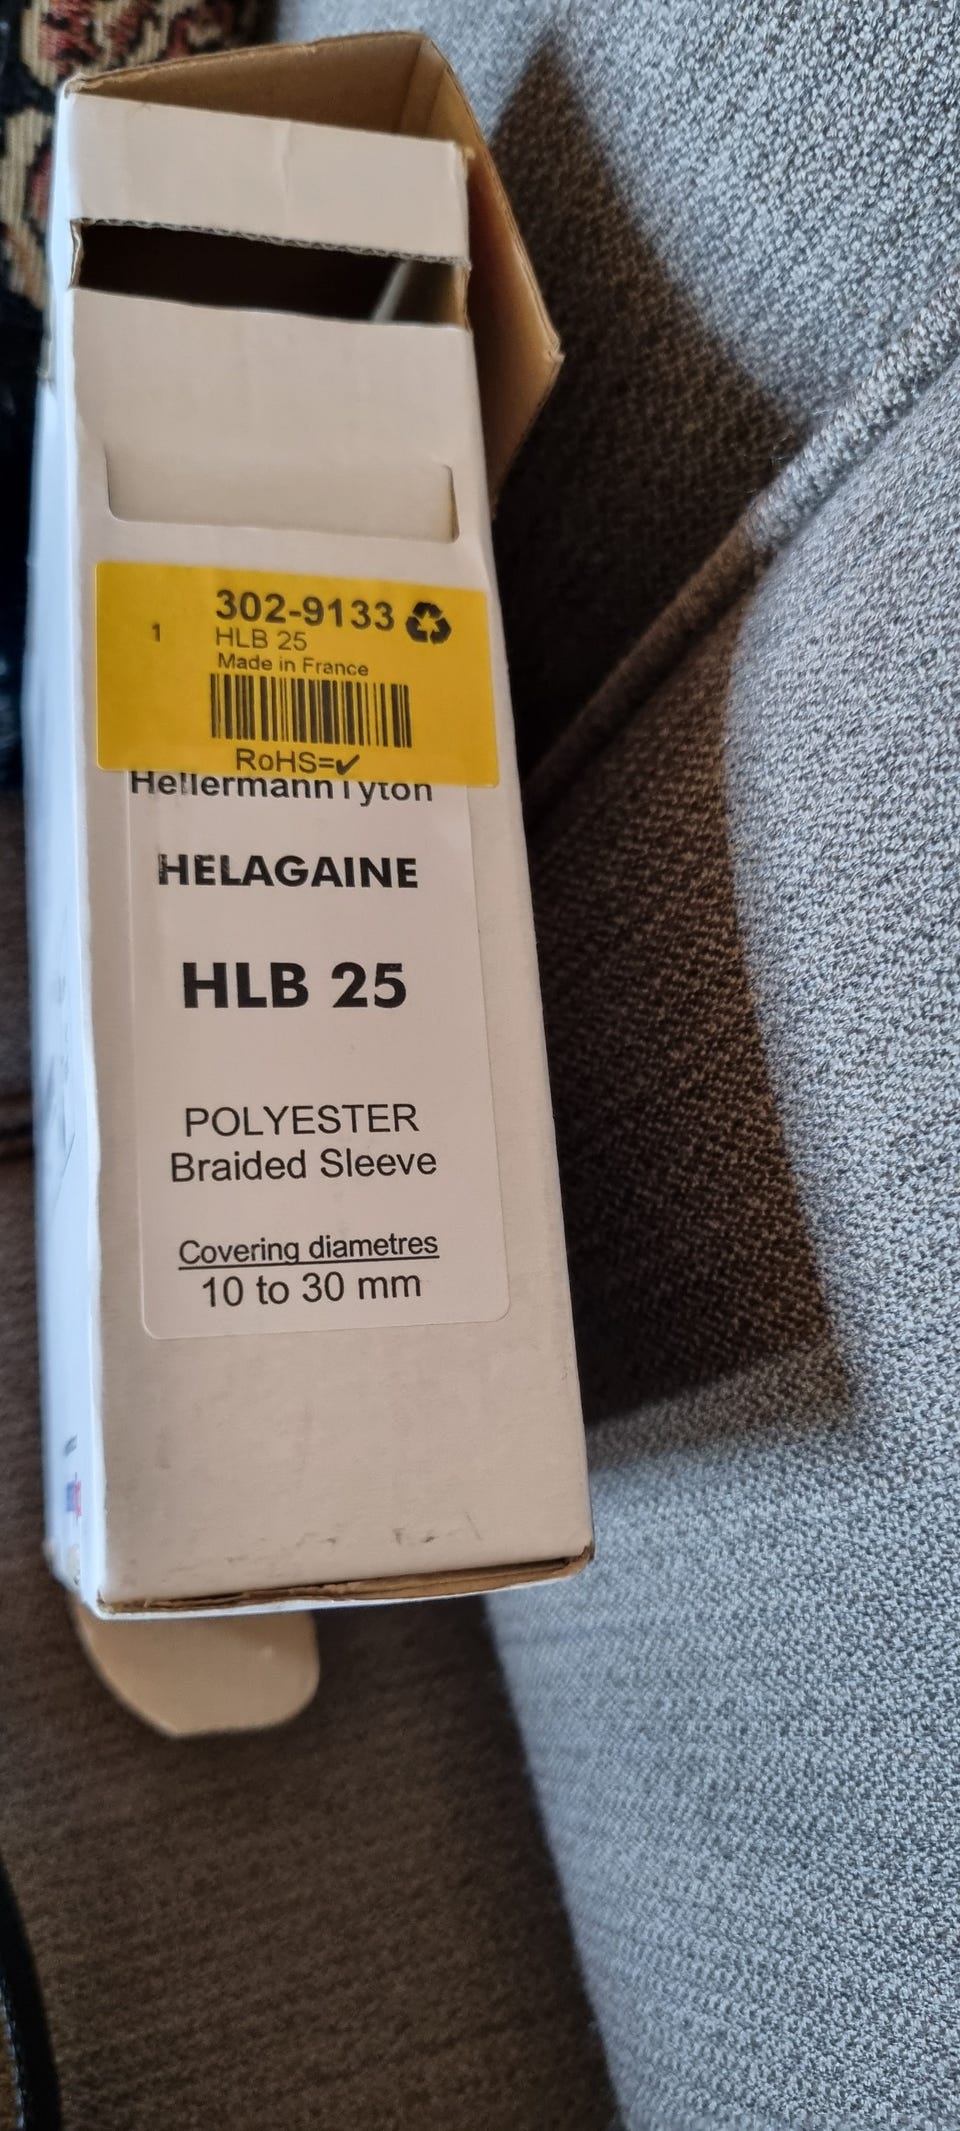 302-9133
1
HLB 25
Made in France
RoHS=✓
HellermannTyton
HELAGAINE
HLB 25
POLYESTER
Braided Sleeve
Covering diametres
10 to 30 mm